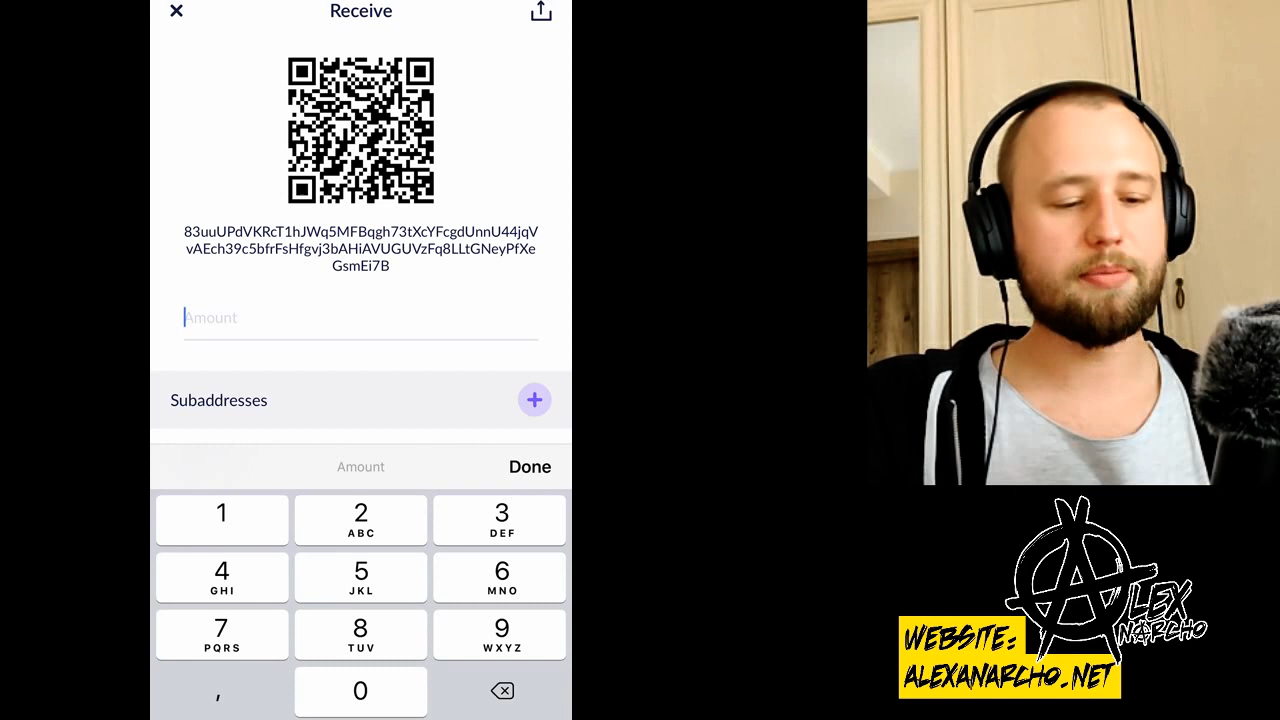 Receive
83uuUPdVKRcT1hJWq5MFBqgh73tXcYFcgdUnnU44jqV
vAEch39c5bfrFsHfgvj3bAHiAVUGUVzFq8LLtGNeyPfXe
GsmEi7B
Amount
Subaddresses
Amount Done
1
2 ABC
3 DEF
4 GHI
5 JKL
6 MNO
7 PQRS
8 TUV
9 WXYZ
,
0
ALEX
NARCHO
WEBSITE:
ALEXANARCHO.NET